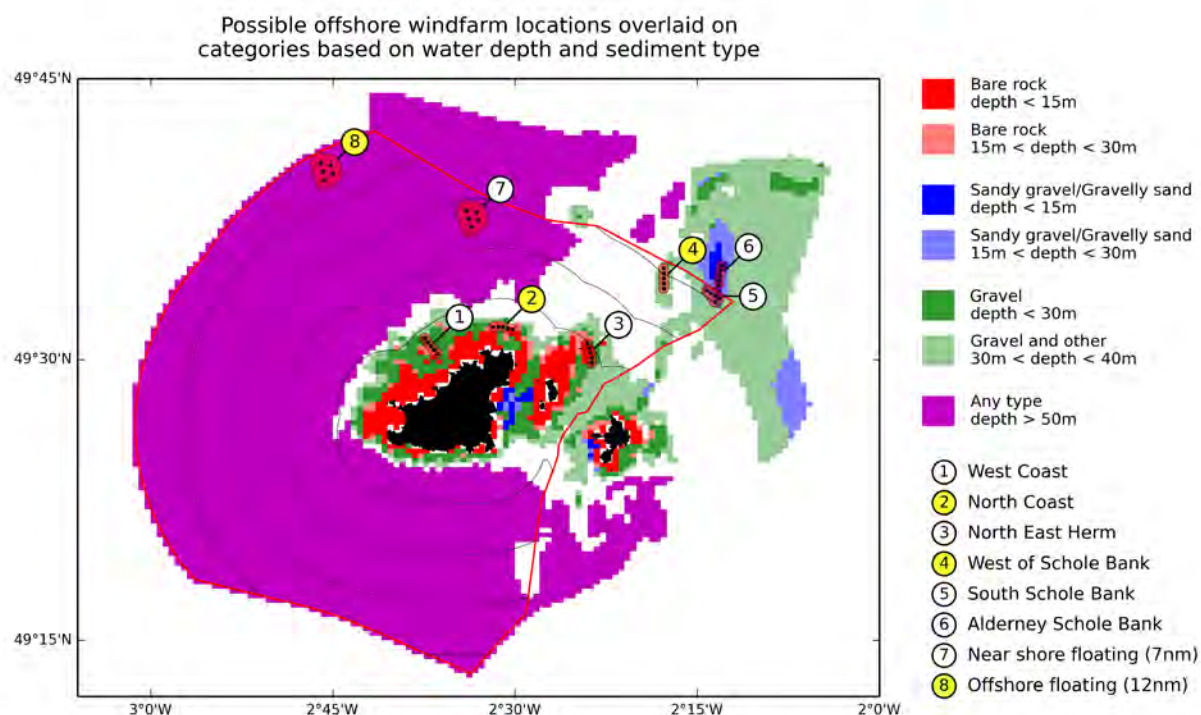 Possible offshore windfarm locations overlaid on
categories based on water depth and sediment type
49°45'N
49°30'N
49°15'N
3°0'W
2°45'W
2°30'W
2°15'W
2°0'W
8
7
4
6
5
2
1
3
Bare rock
depth < 15m
Bare rock
15m < depth < 30m
Sandy gravel/Gravelly sand
depth < 15m
Sandy gravel/Gravelly sand
15m < depth < 30m
Gravel
depth < 30m
Gravel and other
30m < depth < 40m
Any type
depth > 50m
1 West Coast
2 North Coast
3 North East Herm
4 West of Schole Bank
5 South Schole Bank
6 Alderney Schole Bank
7 Near shore floating (7nm)
8 Offshore floating (12nm)